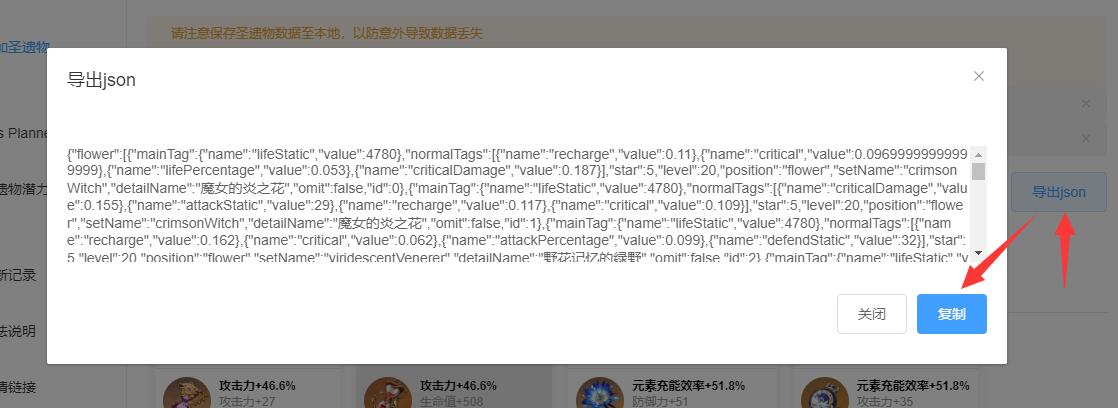 请注意保存圣遗物数据至本地，以防意外导致数据丢失
加圣遗物
导出json
s Planne
{"flower":[{"mainTag":{"name":"lifeStatic","value":4780},"normalTags":[{"name":"recharge","value":0.11},{"name":"critical","value":0.0969999999999
9999},{"name":"lifePercentage","value":0.053},{"name":"criticalDamage","value":0.187}],"star":5,"level":20,"position":"flower","setName":"crimson
Witch","detailName":"魔女的炎之花","omit":false,"id":0},{"mainTag":{"name":"lifeStatic","value":4780},"normalTags":[{"name":"criticalDamage","value
":0.155},{"name":"attackStatic","value":29},{"name":"recharge","value":0.117},{"name":"critical","value":0.109}],"star":5,"level":20,"position":"flower
","setName":"crimsonWitch","detailName":"魔女的炎之花","omit":false,"id":1},{"mainTag":{"name":"lifeStatic","value":4780},"normalTags":[{"name
":"recharge","value":0.162},{"name":"critical","value":0.062},{"name":"attackPercentage","value":0.099},{"name":"defendStatic","value":32}],"star":
5,"level":20,"position":"flower","setName":"viridescentVenerer","detailName":"野花记忆的绿野","omit":false,"id":2},{"mainTag":{"name":"lifeStatic","v
遗物潜力
导出json
新记录
关闭
复制
法说明
情链接
攻击力+46.6%
攻击力+27
攻击力+46.6%
生命值+508
元素充能效率+51.8%
防御力+51
元素充能效率+51.8%
攻击力+35